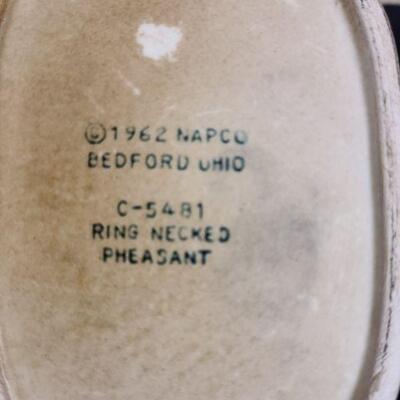 ©1962 NAPCO
BEDFORD OHIO
C-5481
RING NECKED
PHEASANT